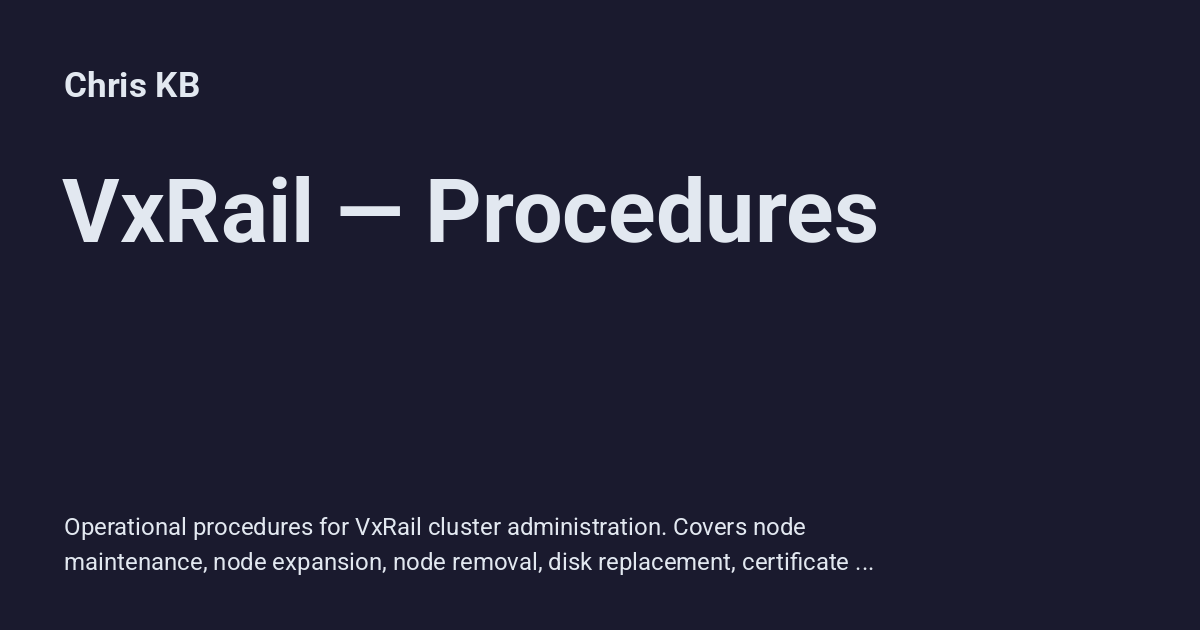 Chris KB
VxRail — Procedures
Operational procedures for VxRail cluster administration. Covers node
maintenance, node expansion, node removal, disk replacement, certificate ...